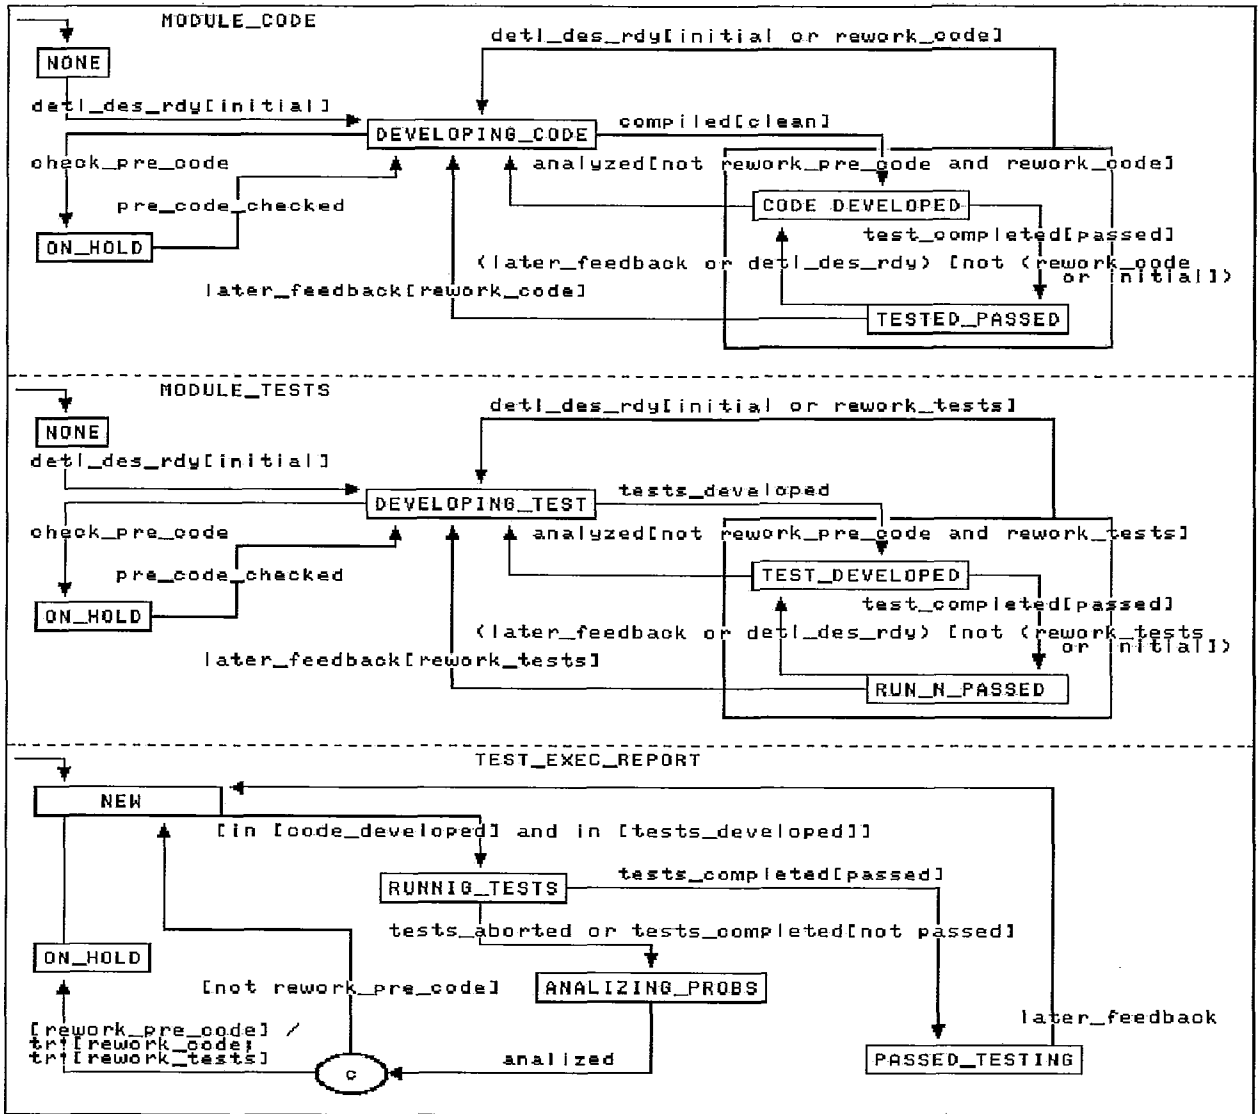 MODULE_CODE
detl_des_rdy[initial or rework_code]
NONE
detl_des_rdy[initial]
compiled[clean]
DEVELOPING_CODE
check_pre_code
analyzed[not rework_pre_code and rework_code]
pre_code_checked
CODE DEVELOPED
ON_HOLD
test_completed[passed]
(later_feedback or detl_des_rdy) [not (rework_code
or initial])
later_feedback[rework_code]
TESTED_PASSED
MODULE_TESTS
detl_des_rdy[initial or rework_tests]
NONE
detl_des_rdy[initial]
tests_developed
DEVELOPING_TEST
check_pre_code
analyzed[not rework_pre_code and rework_tests]
pre_code_checked
TEST_DEVELOPED
ON_HOLD
test_completed[passed]
(later_feedback or detl_des_rdy) [not (rework_tests
or initial])
later_feedback[rework_tests]
RUN_N_PASSED
TEST_EXEC_REPORT
NEW
[in [code_developed] and in [tests_developed]]
tests_completed[passed]
RUNNIG_TESTS
tests_aborted or tests_completed[not passed]
ON_HOLD
[not rework_pre_code]
ANALIZING_PROBS
later_feedback
[rework_pre_code] /
tr![rework_code;
tr![rework_tests]
analized
PASSED_TESTING
c